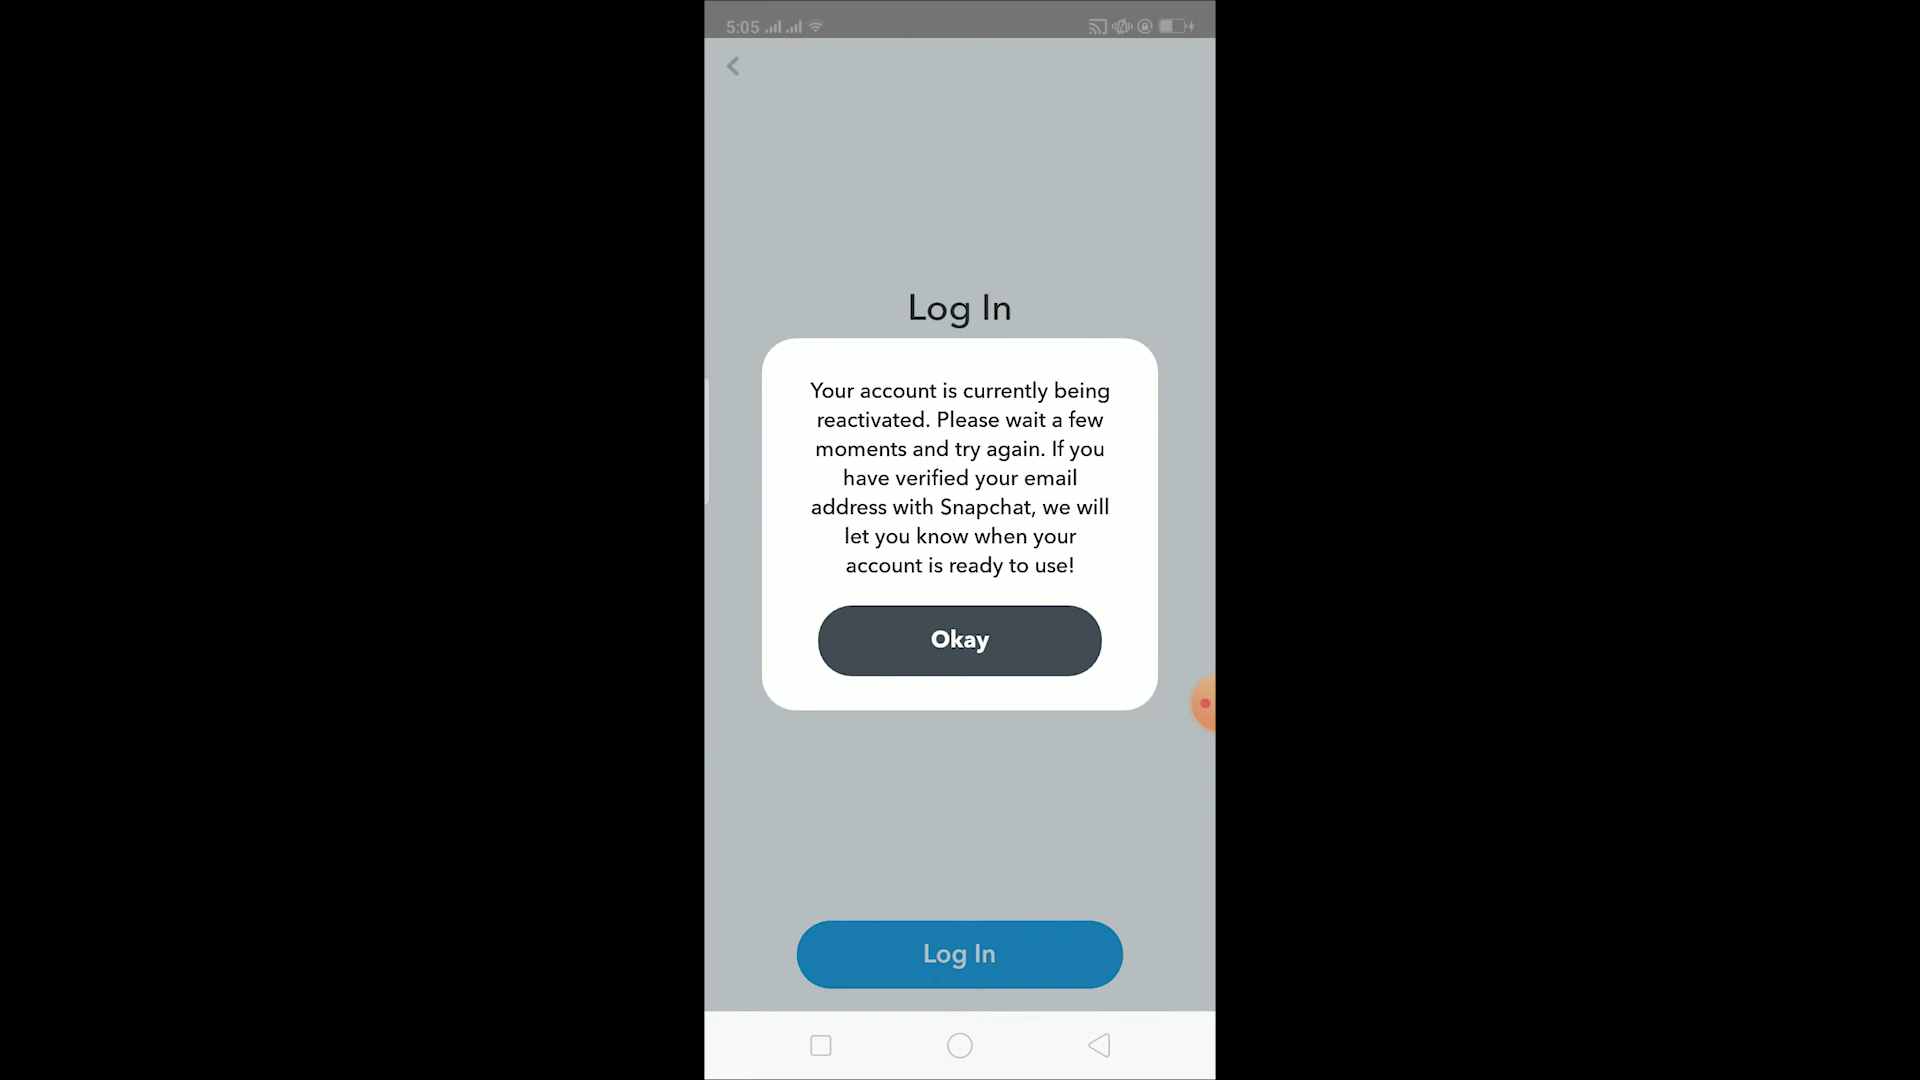 5:05
Log In
Your account is currently being
reactivated. Please wait a few
moments and try again. If you
have verified your email
address with Snapchat, we will
let you know when your
account is ready to use!
Okay
Log In